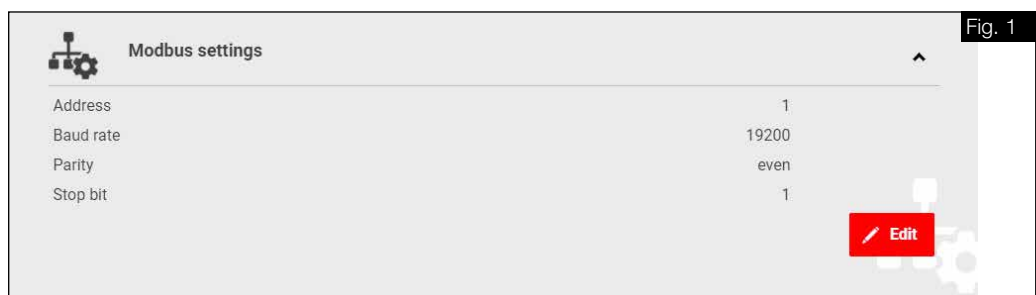 Fig. 1
Modbus settings
Address 1
Baud rate 19200
Parity even
Stop bit 1
Edit